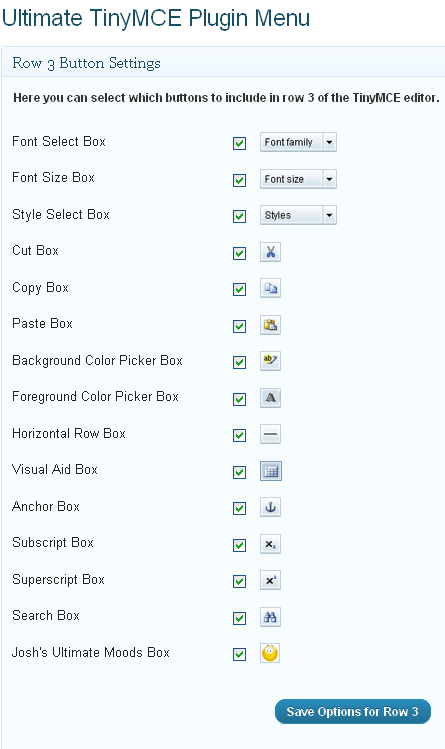 Ultimate TinyMCE Plugin Menu
Row 3 Button Settings
Here you can select which buttons to include in row 3 of the TinyMCE editor.
Font Select Box Font family
Font Size Box Font size
Style Select Box Styles
Cut Box
Copy Box
Paste Box
Background Color Picker Box ab
Foreground Color Picker Box A
Horizontal Row Box
Visual Aid Box
Anchor Box
Subscript Box x₂
Superscript Box x²
Search Box
Josh's Ultimate Moods Box
Save Options for Row 3